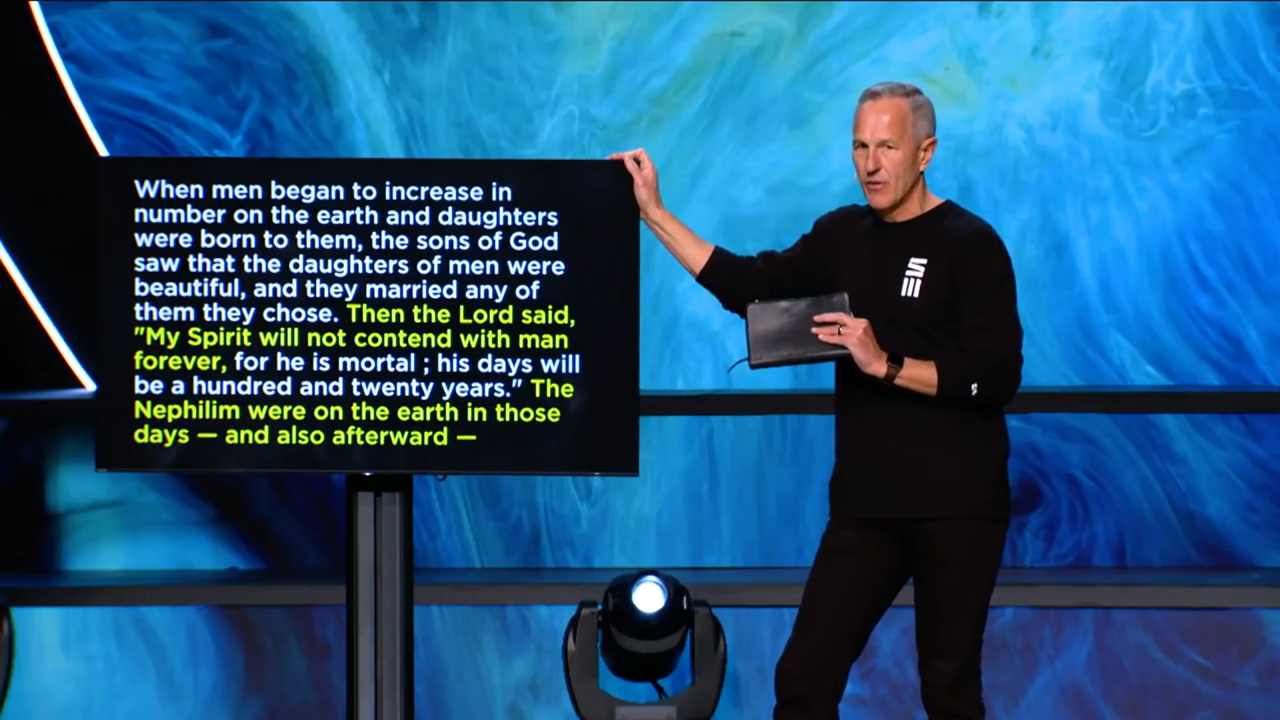 When men began to increase in
number on the earth and daughters
were born to them, the sons of God
saw that the daughters of men were
beautiful, and they married any of
them they chose. Then the Lord said,
"My Spirit will not contend with man
forever, for he is mortal ; his days will
be a hundred and twenty years." The
Nephilim were on the earth in those
days — and also afterward —